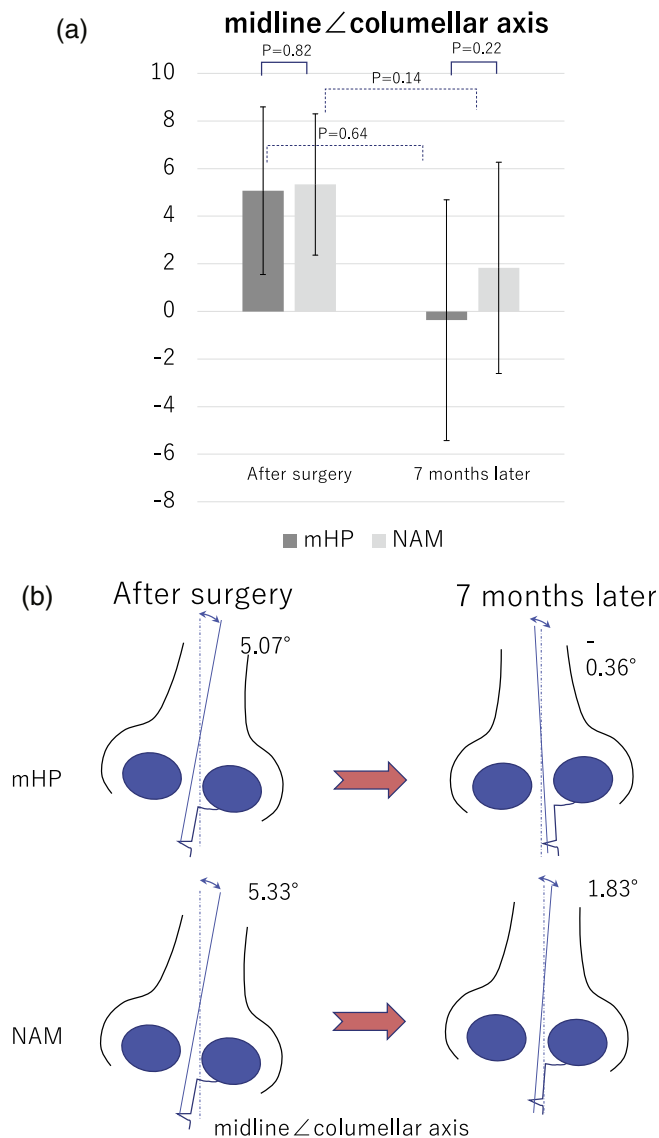 (a)
midline∠columellar axis
P=0.82
P=0.22
P=0.14
P=0.64
10
8
6
4
2
0
-2
-4
-6
-8
After surgery
7 months later
mHP
NAM
(b)
After surgery
7 months later
5.07°
-
0.36°
mHP
5.33°
1.83°
NAM
midline∠columellar axis